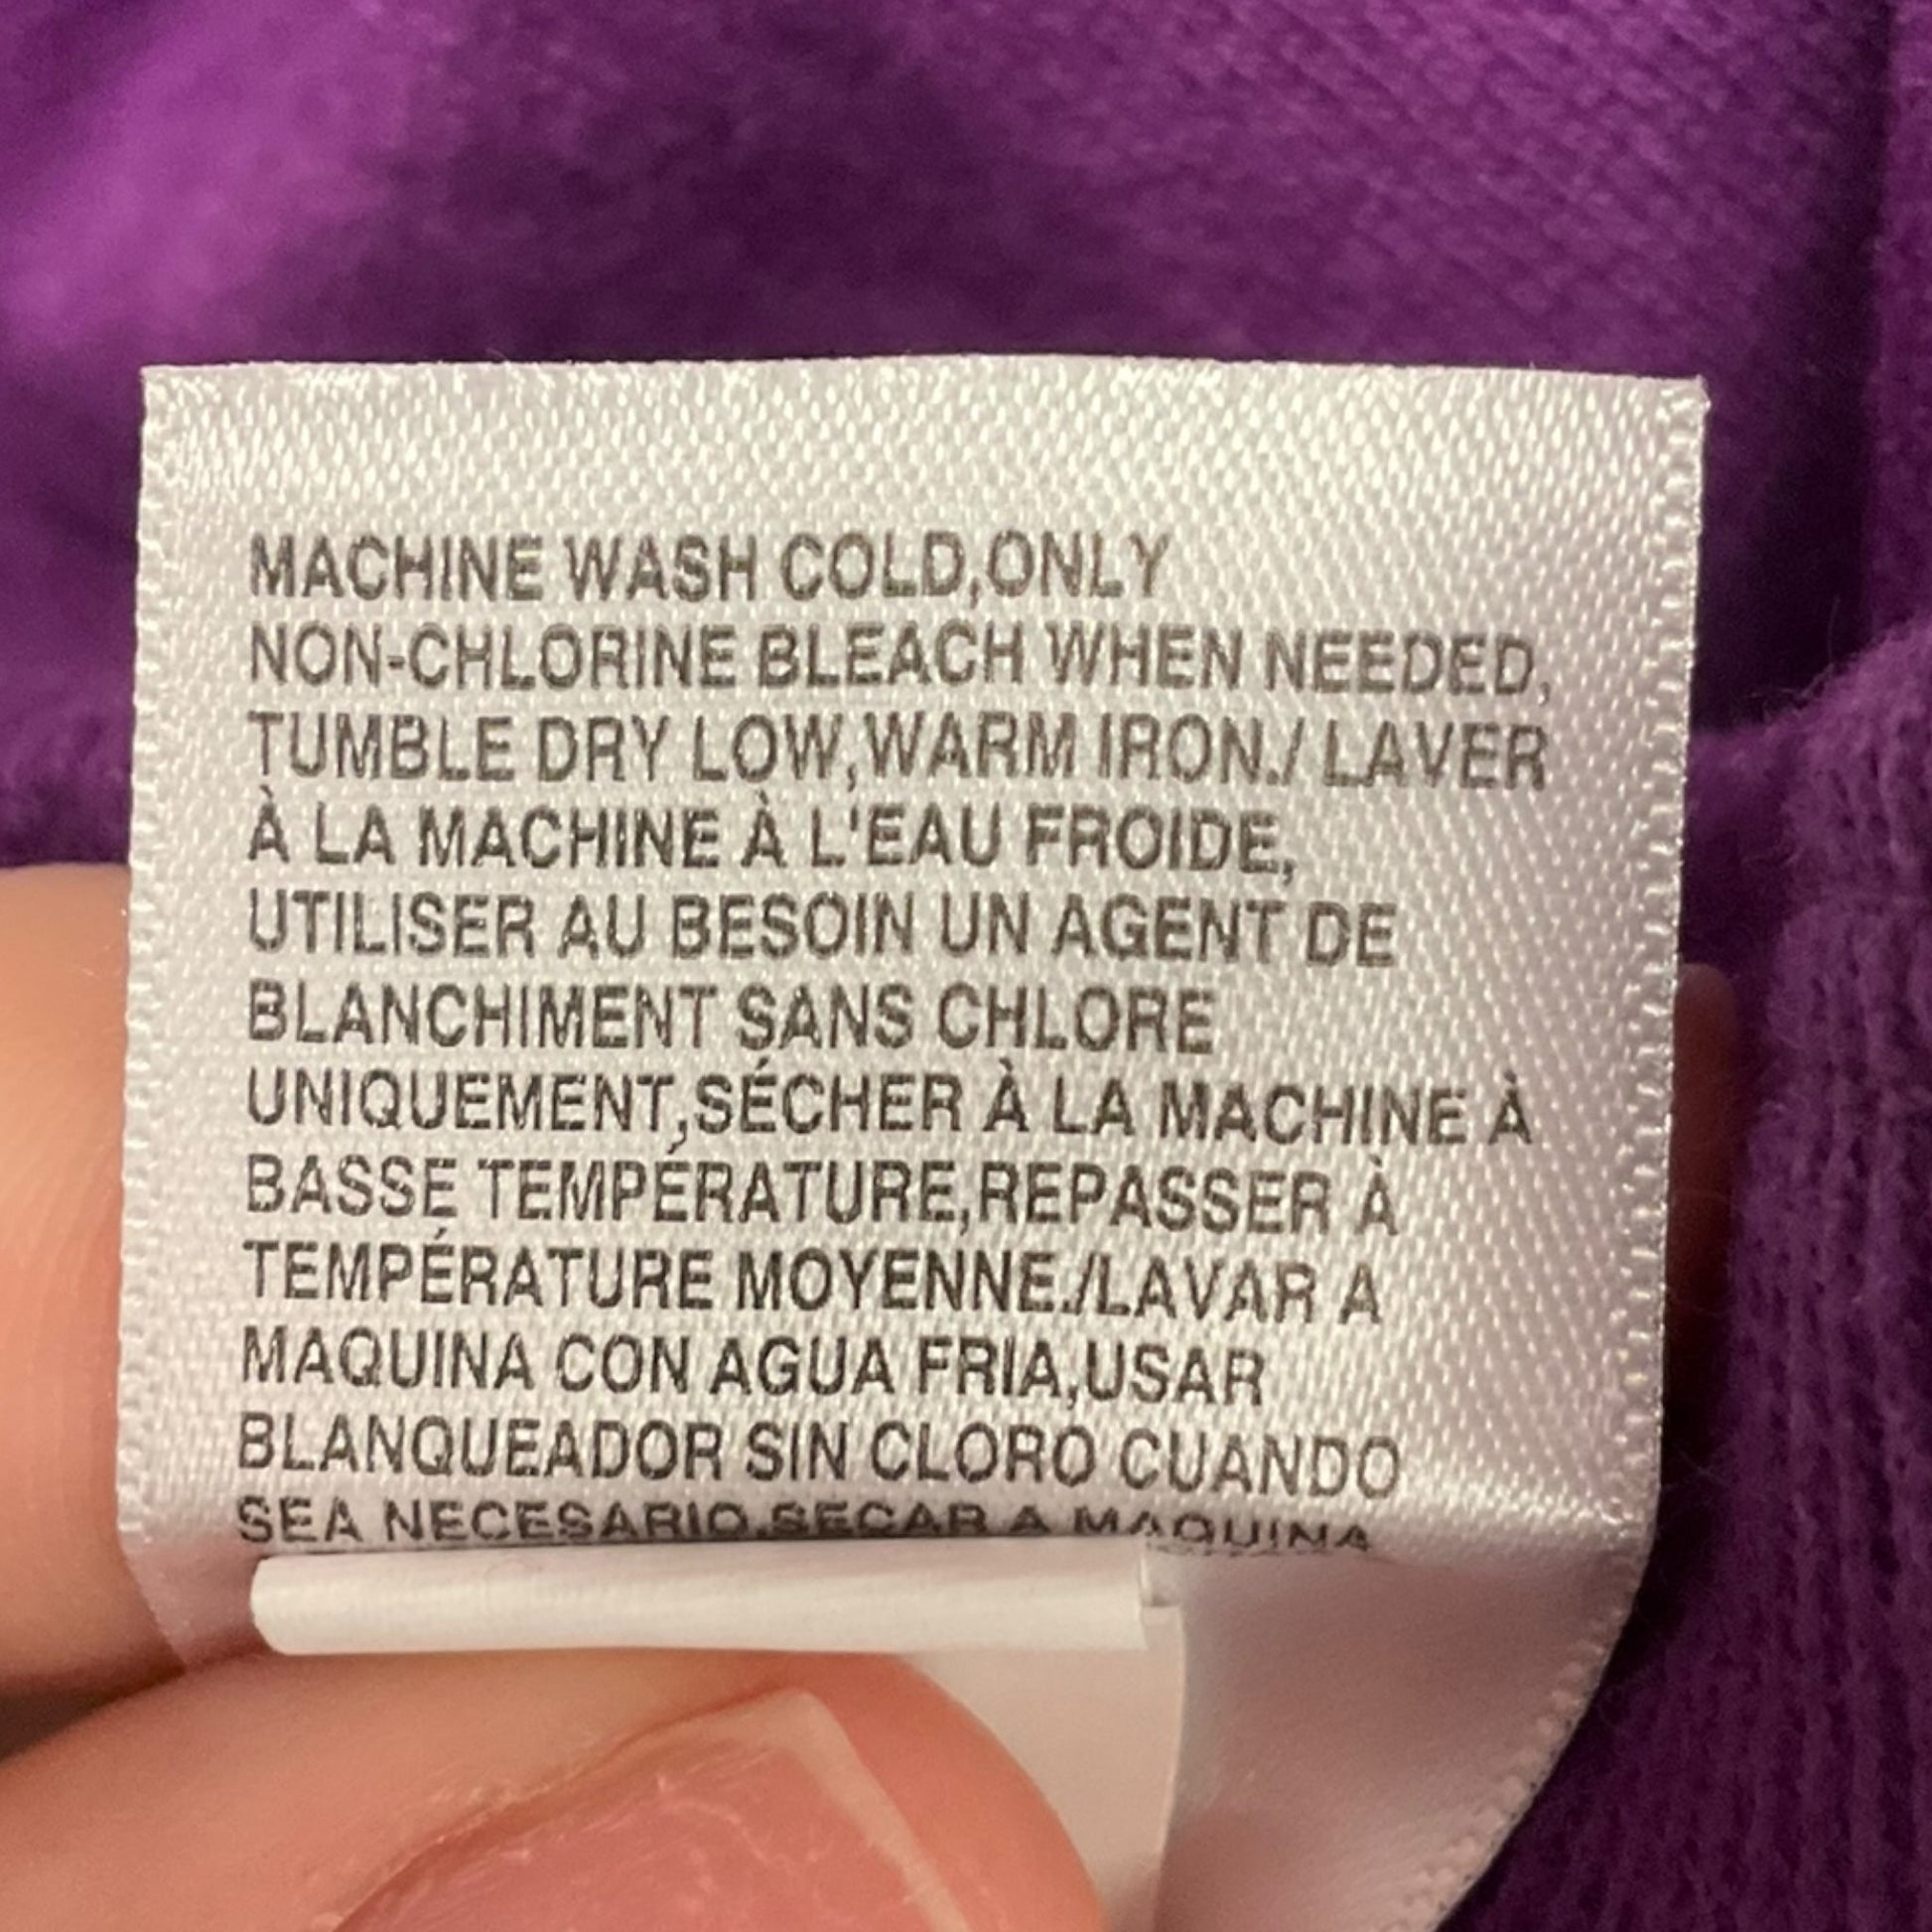 MACHINE WASH COLD,ONLY
NON-CHLORINE BLEACH WHEN NEEDED,
TUMBLE DRY LOW,WARM IRON./ LAVER
À LA MACHINE À L'EAU FROIDE,
UTILISER AU BESOIN UN AGENT DE
BLANCHIMENT SANS CHLORE
UNIQUEMENT,SÉCHER À LA MACHINE À
BASSE TEMPÉRATURE,REPASSER À
TEMPÉRATURE MOYENNE./LAVAR A
MAQUINA CON AGUA FRIA,USAR
BLANQUEADOR SIN CLORO CUANDO
SEA NECESARIO,SECAR A MAQUINA